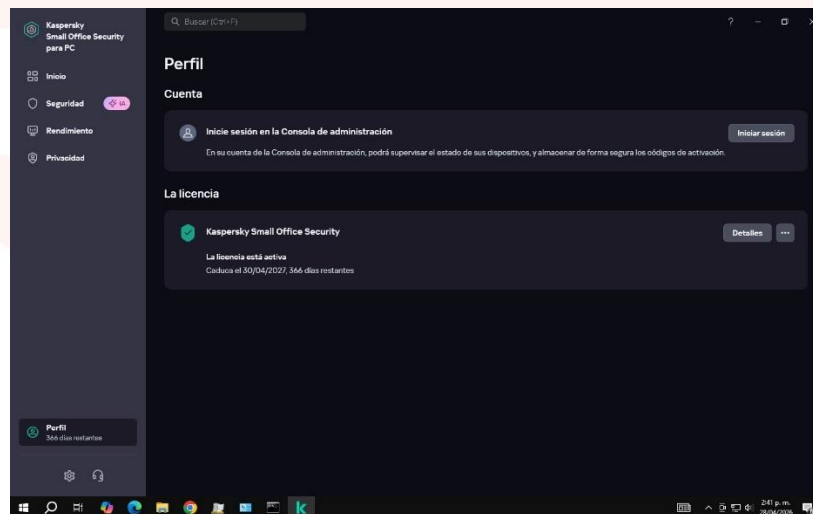 Kaspersky
Small Office Security
para PC
Buscar (Ctrl+F)
?
Inicio
Seguridad
IA
Rendimiento
Privacidad
Perfil
Cuenta
Inicie sesión en la Consola de administración
Iniciar sesión
En su cuenta de la Consola de administración, podrá supervisar el estado de sus dispositivos, y almacenar de forma segura los códigos de activación.
La licencia
Kaspersky Small Office Security
Detalles
La licencia está activa
Caduca el 30/04/2027, 366 días restantes
Perfil
366 días restantes
2:41 p. m.
28/04/2026